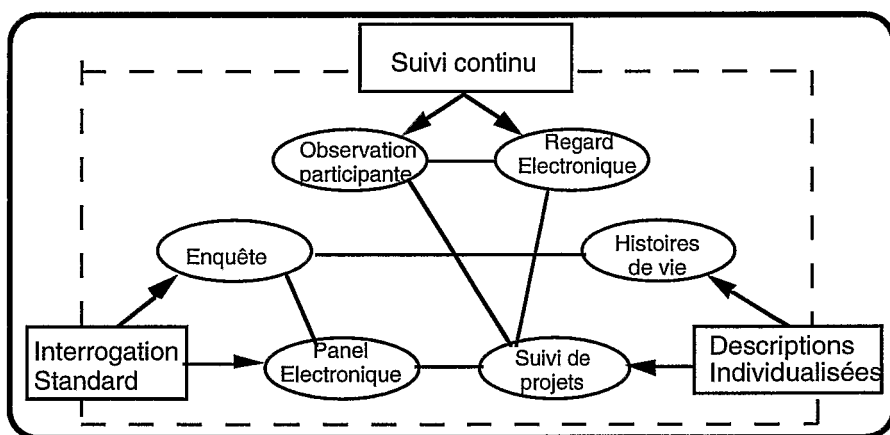 Suivi continu
Observation
participante
Regard
Electronique
Enquête
Histoires
de vie
Interrogation
Standard
Panel
Electronique
Suivi de
projets
Descriptions
Individualisées